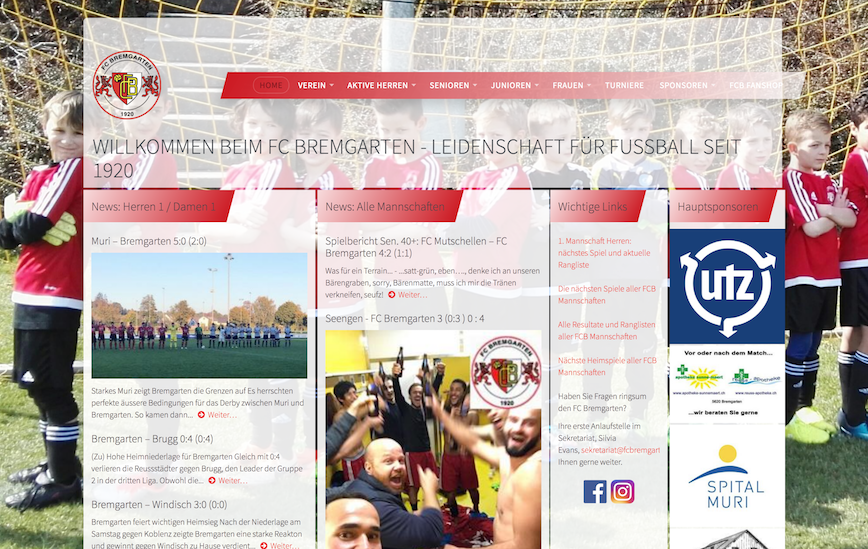 FC BREMGARTEN
FCB
1920
HOME VEREIN AKTIVE HERREN SENIOREN JUNIOREN FRAUEN TURNIERE SPONSOREN FCB FANSHOP
WILLKOMMEN BEIM FC BREMGARTEN - LEIDENSCHAFT FÜR FUSSBALL SEIT
1920
News: Herren 1 / Damen 1
Muri – Bremgarten 5:0 (2:0)
Starkes Muri zeigt Bremgarten die Grenzen auf Es herrschten
perfekte äussere Bedingungen für das Derby zwischen Muri und
Bremgarten. So kamen dann... Weiter…
Bremgarten – Brugg 0:4 (0:4)
(Zu) Hohe Heimniederlage für Bremgarten Gleich mit 0:4
verlieren die Reussstädter gegen Brugg, den Leader der Gruppe
2 in der dritten Liga. Obwohl die... Weiter…
Bremgarten – Windisch 3:0 (0:0)
Bremgarten feiert wichtigen Heimsieg Nach der Niederlage am
Samstag gegen Koblenz zeigte Bremgarten eine starke Reaktion
und gewinnt gegen Windisch zu Hause verdient... Weiter…
News: Alle Mannschaften
Spielbericht Sen. 40+: FC Mutschellen – FC
Bremgarten 4:2 (1:1)
Was für ein Terrain... - ...satt-grün, eben…., denke ich an unseren
Bärengraben, sorry, Bärenmatte, muss ich mir die Tränen
verkneifen, seufz! Weiter…
Seengen - FC Bremgarten 3 (0:3 ) 0 : 4
FC BREMGARTEN
FCB
1920
Wichtige Links
1. Mannschaft Herren:
nächstes Spiel und aktuelle
Rangliste
Die nächsten Spiele aller FCB
Mannschaften
Alle Resultate und Ranglisten
aller FCB Mannschaften
Nächste Heimspiele aller FCB
Mannschaften
Haben Sie Fragen ringsum
den FC Bremgarten?
Ihre erste Anlaufstelle im
Sekretariat, Silvia
Evans, sekretariat@fcbremgart
Ihnen gerne weiter.
Hauptsponsoren
utz
Vor oder nach dem Match...
5620 Bremgarten
...wir beraten Sie gerne
SPITAL
MURI